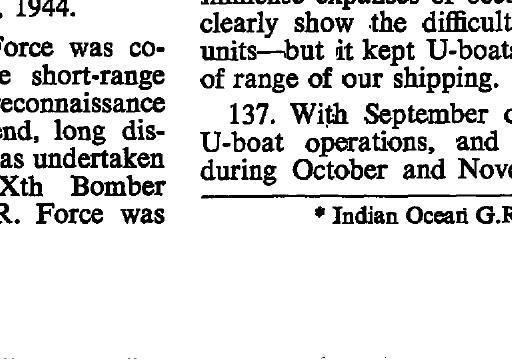 , 1944.
Force was co-
short-range
reconnaissance
end, long dis-
as undertaken
Xth Bomber
R. Force was
clearly show the difficult
units—but it kept U-boats
of range of our shipping.
137. With September
U-boat operations, and
during October and Nove
* Indian Ocean G.R